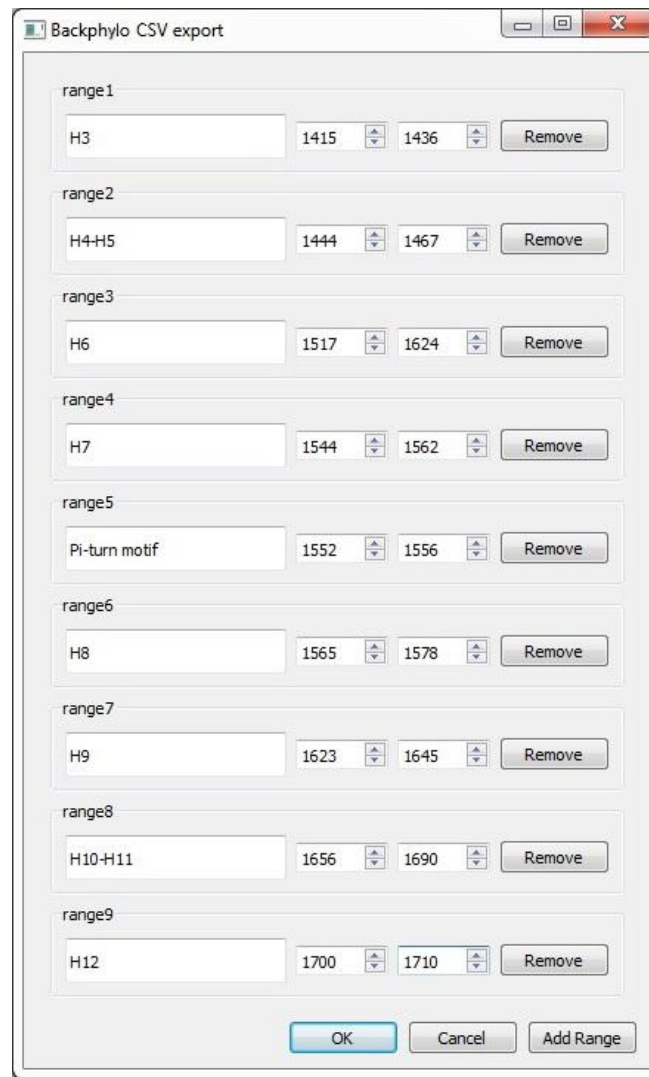 Backphylo CSV export
range1
H3 1415 1436 Remove
range2
H4-H5 1444 1467 Remove
range3
H6 1517 1624 Remove
range4
H7 1544 1562 Remove
range5
Pi-turn motif 1552 1556 Remove
range6
H8 1565 1578 Remove
range7
H9 1623 1645 Remove
range8
H10-H11 1656 1690 Remove
range9
H12 1700 1710 Remove
OK Cancel Add Range